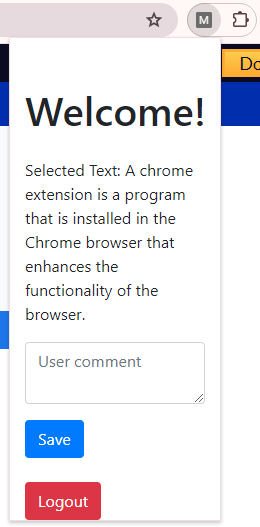 M
Do
Welcome!
Selected Text: A chrome
extension is a program
that is installed in the
Chrome browser that
enhances the
functionality of the
browser.
User comment
Save
Logout